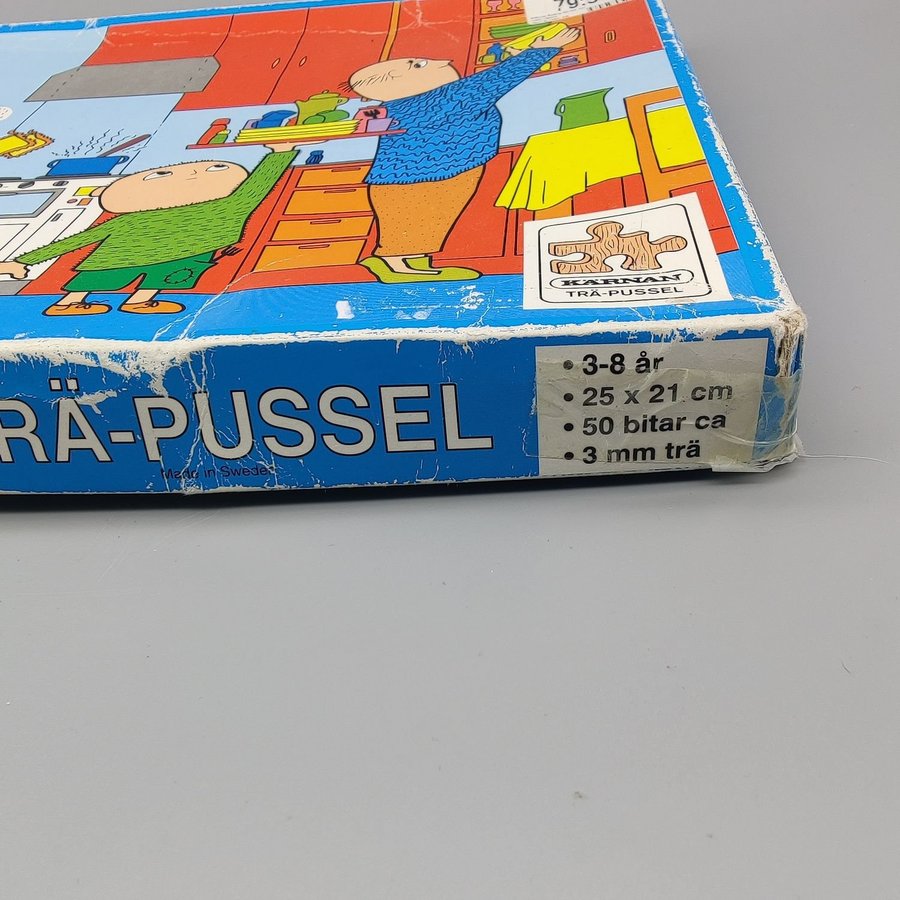 KÄRNAN
TRÄ-PUSSEL
RÄ-PUSSEL
Made in Sweden
• 3-8 år
• 25 x 21 cm
• 50 bitar ca
• 3 mm trä